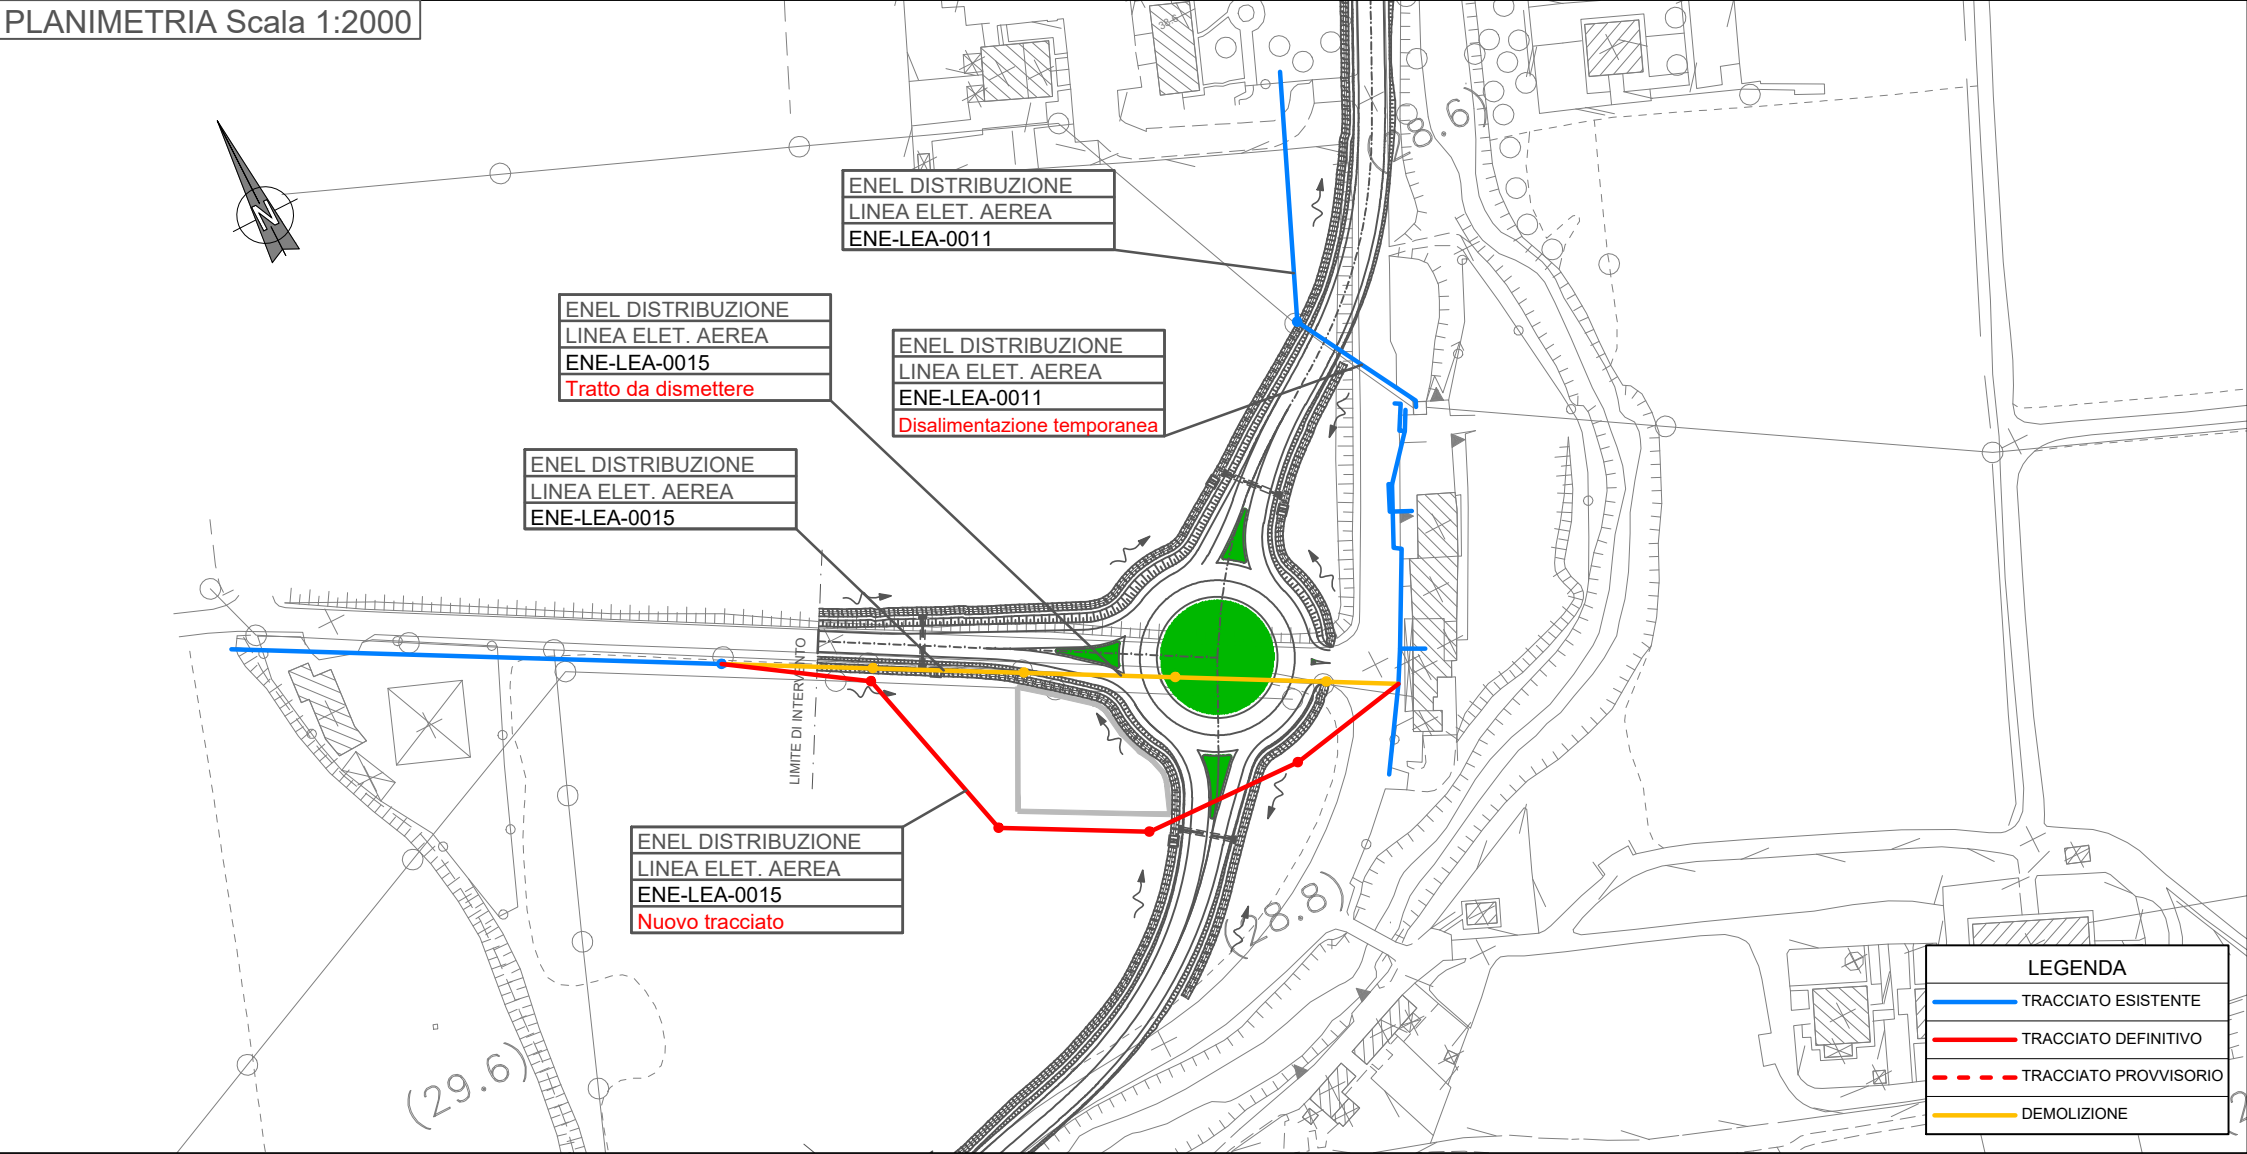 PLANIMETRIA Scala 1:2000
N
ENEL DISTRIBUZIONE
LINEA ELET. AEREA
ENE-LEA-0011
ENEL DISTRIBUZIONE
LINEA ELET. AEREA
ENE-LEA-0015
Tratto da dismettere
ENEL DISTRIBUZIONE
LINEA ELET. AEREA
ENE-LEA-0011
Disalimentazione temporanea
ENEL DISTRIBUZIONE
LINEA ELET. AEREA
ENE-LEA-0015
LIMITE DI INTERVENTO
ENEL DISTRIBUZIONE
LINEA ELET. AEREA
ENE-LEA-0015
Nuovo tracciato
(28.6)
(28.8)
(29.6)
LEGENDA
TRACCIATO ESISTENTE
TRACCIATO DEFINITIVO
TRACCIATO PROVVISORIO
DEMOLIZIONE